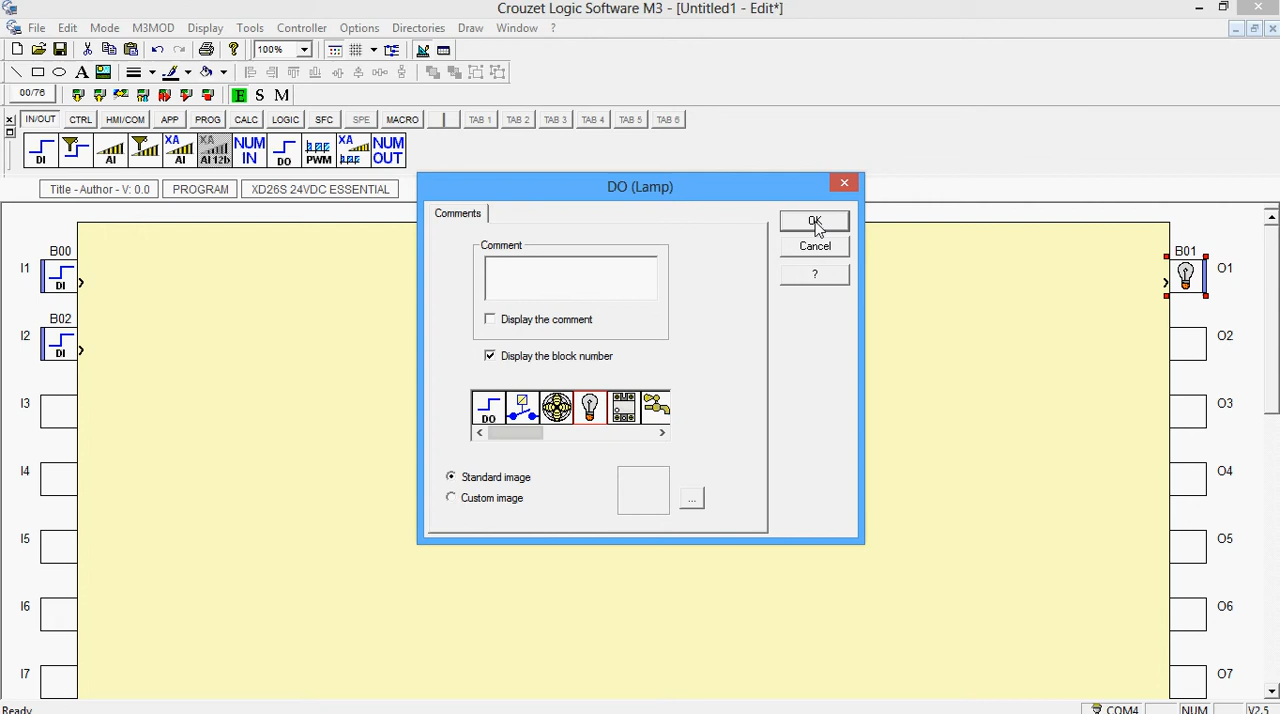 Crouzet Logic Software M3 - [Untitled1 - Edit*]
File Edit Mode M3MOD Display Tools Controller Options Directories Draw Window ?
100%
00/76 E S M
IN/OUT CTRL HMI/COM APP PROG CALC LOGIC SFC SPE MACRO TAB 1 TAB 2 TAB 3 TAB 4 TAB 5 TAB 6
DI AI XA AI XA AI 12b NUM IN DO PWM XA NUM OUT
Title - Author - V: 0.0 PROGRAM XD26S 24VDC ESSENTIAL
DO (Lamp)
Comments
OK
Cancel
?
Comment
Display the comment
Display the block number
DO
Standard image
Custom image
...
B00
I1 DI
B02
I2 DI
I3
I4
I5
I6
I7
B01
O1
O2
O3
O4
O5
O6
O7
Ready COM4 NUM V2.5